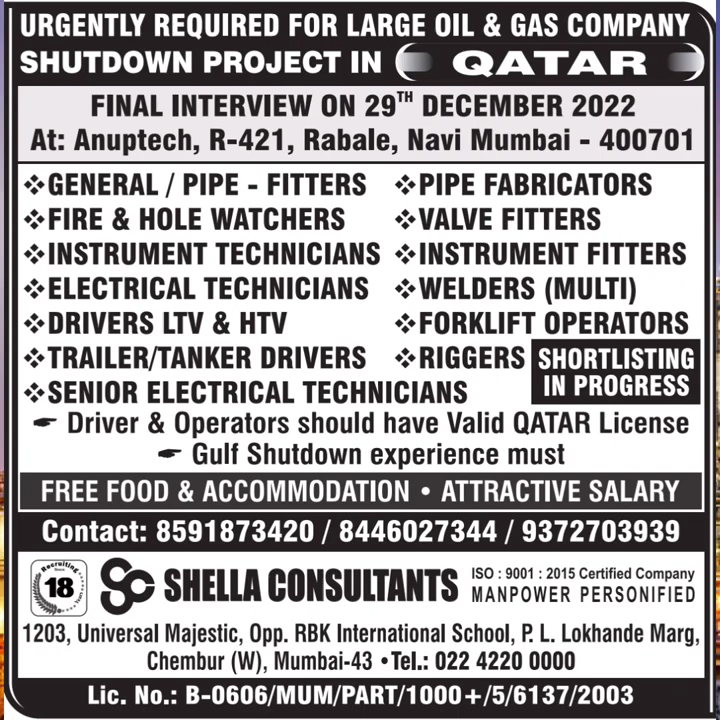 URGENTLY REQUIRED FOR LARGE OIL & GAS COMPANY
SHUTDOWN PROJECT IN QATAR
FINAL INTERVIEW ON 29TH DECEMBER 2022
At: Anuptech, R-421, Rabale, Navi Mumbai - 400701
❖GENERAL / PIPE - FITTERS ❖PIPE FABRICATORS
❖FIRE & HOLE WATCHERS ❖VALVE FITTERS
❖INSTRUMENT TECHNICIANS ❖INSTRUMENT FITTERS
❖ELECTRICAL TECHNICIANS ❖WELDERS (MULTI)
❖DRIVERS LTV & HTV ❖FORKLIFT OPERATORS
❖TRAILER/TANKER DRIVERS ❖RIGGERS
SHORTLISTING
IN PROGRESS
❖SENIOR ELECTRICAL TECHNICIANS
☛ Driver & Operators should have Valid QATAR License
☛ Gulf Shutdown experience must
FREE FOOD & ACCOMMODATION • ATTRACTIVE SALARY
Contact: 8591873420 / 8446027344 / 9372703939
Recruiting
Since
18
SC SHELLA CONSULTANTS
ISO : 9001 : 2015 Certified Company
MANPOWER PERSONIFIED
1203, Universal Majestic, Opp. RBK International School, P. L. Lokhande Marg,
Chembur (W), Mumbai-43 • Tel.: 022 4220 0000
Lic. No.: B-0606/MUM/PART/1000+/5/6137/2003